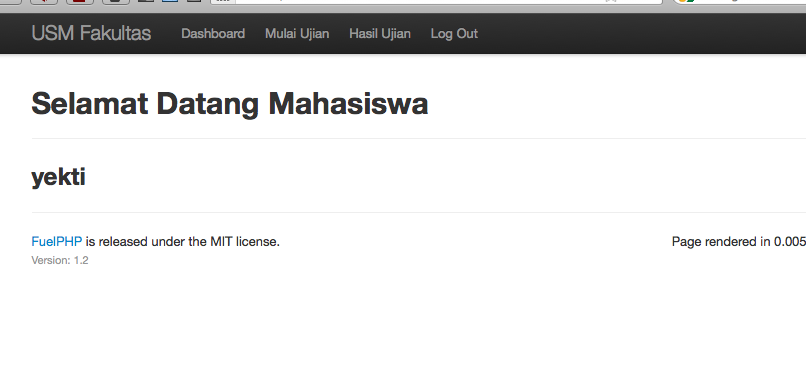 USM Fakultas Dashboard Mulai Ujian Hasil Ujian Log Out
Selamat Datang Mahasiswa
yekti
FuelPHP is released under the MIT license. Page rendered in 0.005
Version: 1.2